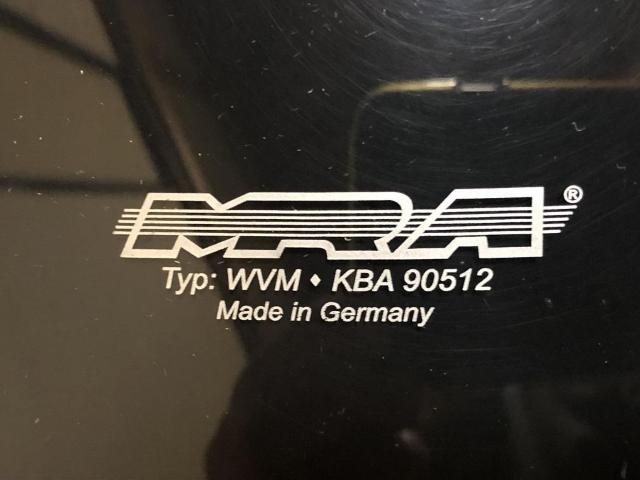 MRA®
Typ: WVM ♦ KBA 90512
Made in Germany